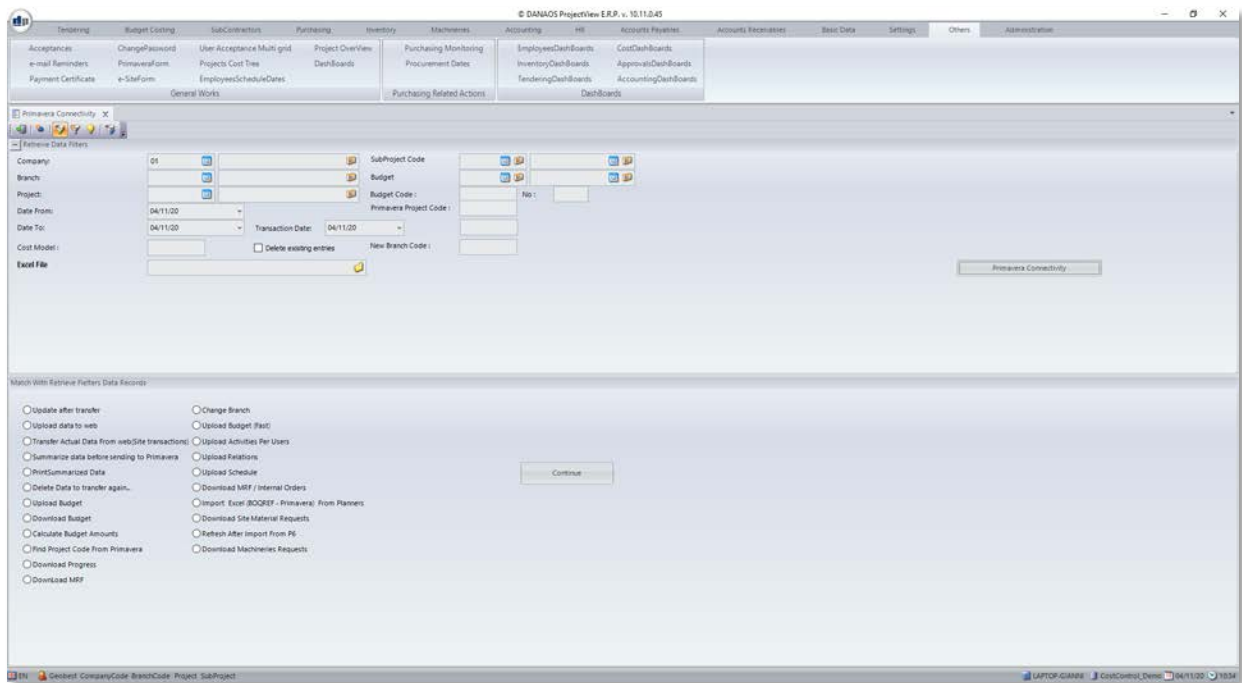 © DANAOS ProjectView E.R.P. v. 10.11.0.45
Tendering Budget Costing SubContractors Purchasing Inventory Machineries Accounting HR Accounts Payables Accounts Receivables Basic Data Settings Others Administration
Acceptances ChangePassword User Acceptance Multi grid Project OverView Purchasing Monitoring EmployeesDashBoards CostDashBoards
e-mail Reminders PrimaveraForm Projects Cost Tree DashBoards Procurement Dates InventoryDashBoards ApprovalsDashBoards
Payment Certificate e-SiteForm EmployeesScheduleDates TenderingDashBoards AccountingDashBoards
General Works Purchasing Related Actions DashBoards
Primavera Connectivity X
Retrieve Data Filters
Company: 01 SubProject Code
Branch: Budget
Project: Budget Code : No :
Date From: 04/11/20 Primavera Project Code :
Date To: 04/11/20 Transaction Date: 04/11/20
Cost Model : Delete existing entries New Branch Code :
Excel File Primavera Connectivity
Match With Retrieve Fielters Data Records
Update after transfer Change Branch
Upload data to web Upload Budget (Fast)
Transfer Actual Data From web(Site transactions) Upload Activities Per Users
Summarize data before sending to Primavera Upload Relations
PrintSummarized Data Upload Schedule Continue
Delete Data to transfer again.. Download MRF / Internal Orders
Upload Budget Import Excel (BOQREF - Primavera) From Planners
Download Budget Download Site Material Requests
Calculate Budget Amounts Refresh After Import From P6
Find Project Code From Primavera Download Machineries Requests
Download Progress
DownLoad MRF
EN Geobest CompanyCode BranchCode Project SubProject LAPTOP-GIANNI CostControl_Demo 04/11/20 10:34